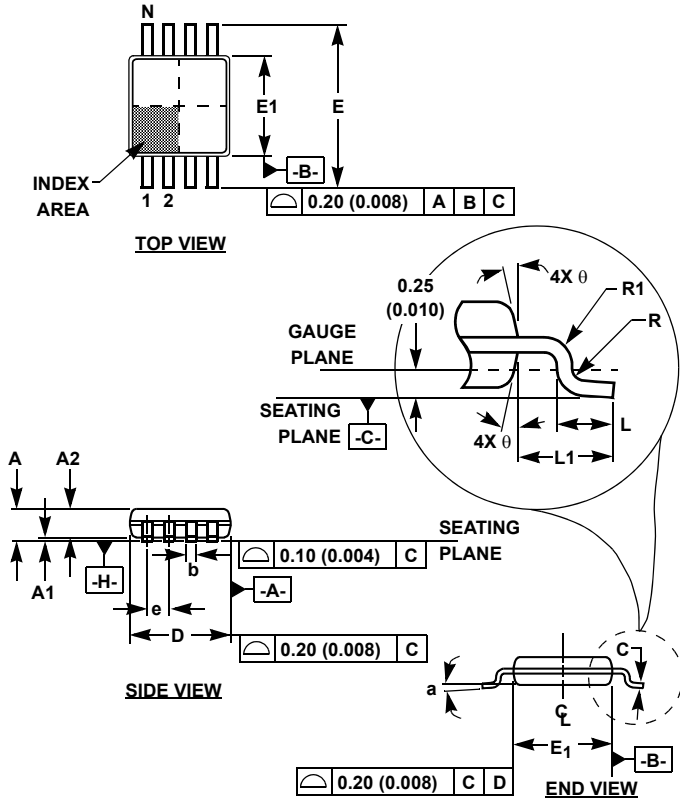 N
E1
E
-B-
INDEX
AREA
1 2
0.20 (0.008) A B C
TOP VIEW
0.25
(0.010)
4X θ
R1
R
GAUGE
PLANE
SEATING
PLANE
-C-
4X θ
L
L1
A
A2
A1
-H-
b
e
D
0.10 (0.004) C
SEATING
PLANE
-A-
0.20 (0.008) C
SIDE VIEW
C
a
CL
E1
-B-
0.20 (0.008) C D
END VIEW